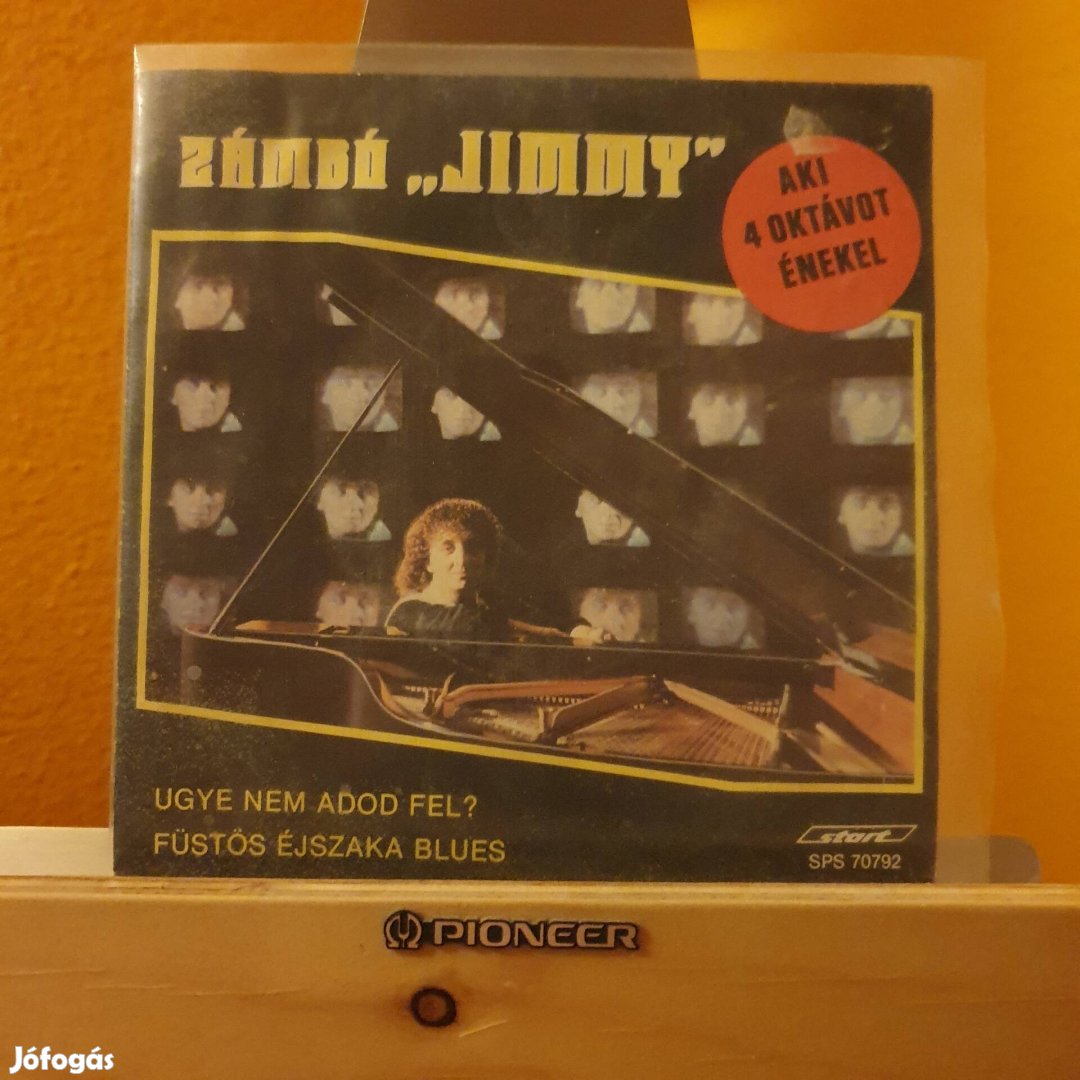 ZÁMBÓ „JIMMY”
AKI
4 OKTÁVOT
ÉNEKEL
UGYE NEM ADOD FEL?
FÜSTÖS ÉJSZAKA BLUES
start
SPS 70792
PIONEER
Jófogás